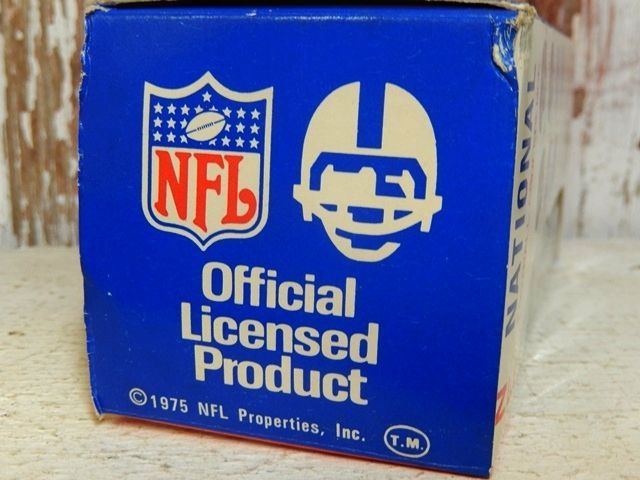 NFL
Official
Licensed
Product
©1975 NFL Properties, Inc. T.M.
NATIONAL